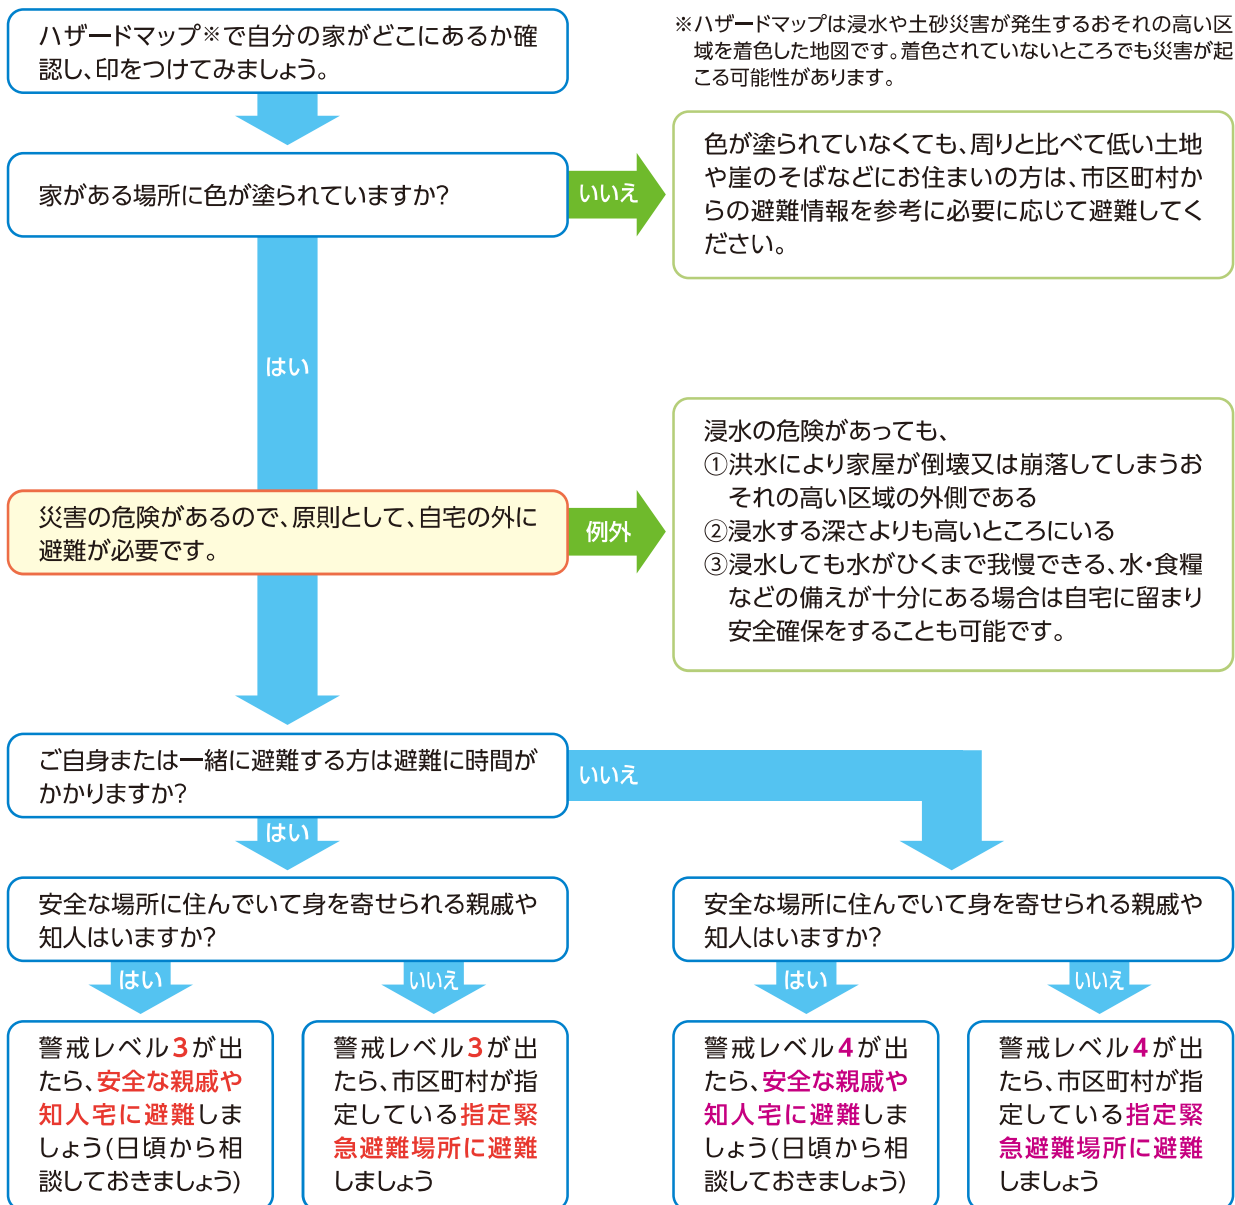 ハザードマップ※で自分の家がどこにあるか確
認し、印をつけてみましょう。
※ハザードマップは浸水や土砂災害が発生するおそれの高い区
域を着色した地図です。着色されていないところでも災害が起
こる可能性があります。
家がある場所に色が塗られていますか?
いいえ
色が塗られていなくても、周りと比べて低い土地
や崖のそばなどにお住まいの方は、市区町村か
らの避難情報を参考に必要に応じて避難してく
ださい。
はい
災害の危険があるので、原則として、自宅の外に
避難が必要です。
例外
浸水の危険があっても、
①洪水により家屋が倒壊又は崩落してしまうお
それの高い区域の外側である
②浸水する深さよりも高いところにいる
③浸水しても水がひくまで我慢できる、水・食糧
などの備えが十分にある場合は自宅に留まり
安全確保をすることも可能です。
ご自身または一緒に避難する方は避難に時間が
かかりますか?
いいえ
はい
安全な場所に住んでいて身を寄せられる親戚や
知人はいますか?
はい
いいえ
警戒レベル3が出
たら、安全な親戚や
知人宅に避難しま
しょう(日頃から相
談しておきましょう)
警戒レベル3が出
たら、市区町村が指
定している指定緊
急避難場所に避難
しましょう
安全な場所に住んでいて身を寄せられる親戚や
知人はいますか?
はい
いいえ
警戒レベル4が出
たら、安全な親戚や
知人宅に避難しま
しょう(日頃から相
談しておきましょう)
警戒レベル4が出
たら、市区町村が指
定している指定緊
急避難場所に避難
しましょう